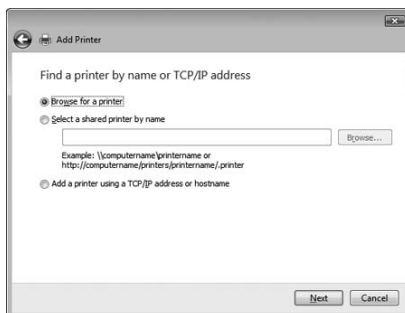 Add Printer
Find a printer by name or TCP/IP address
Browse for a printer
Select a shared printer by name
Browse...
Example: \\computername\printername or
http://computername/printers/printername/.printer
Add a printer using a TCP/IP address or hostname
Next Cancel